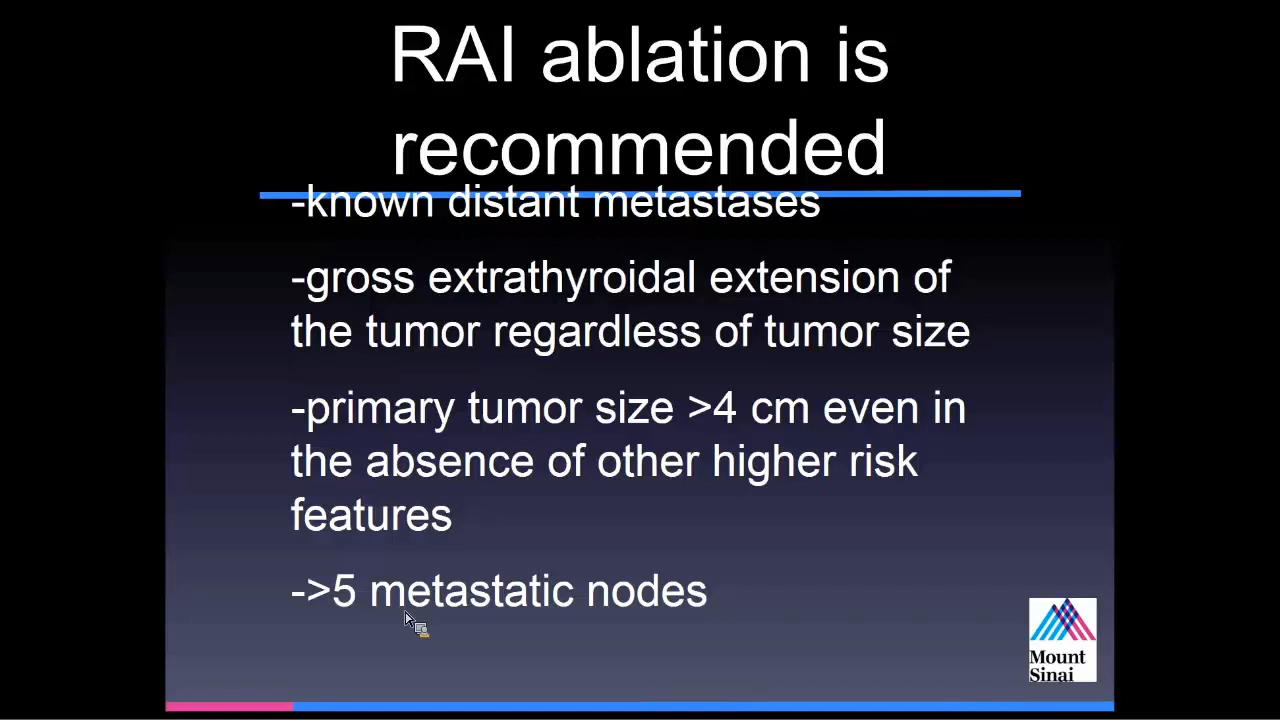 RAI ablation is
recommended
-known distant metastases
-gross extrathyroidal extension of
the tumor regardless of tumor size
-primary tumor size >4 cm even in
the absence of other higher risk
features
->5 metastatic nodes
Mount
Sinai